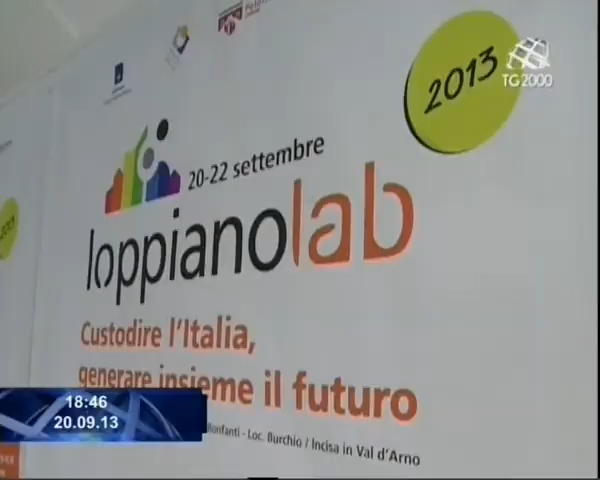 2013
TG2000
20-22 settembre
loppianolab
Custodire l'Italia,
generare insieme il futuro
Bonfanti - Loc. Burchio / Incisa in Val d'Arno
18:46
20.09.13